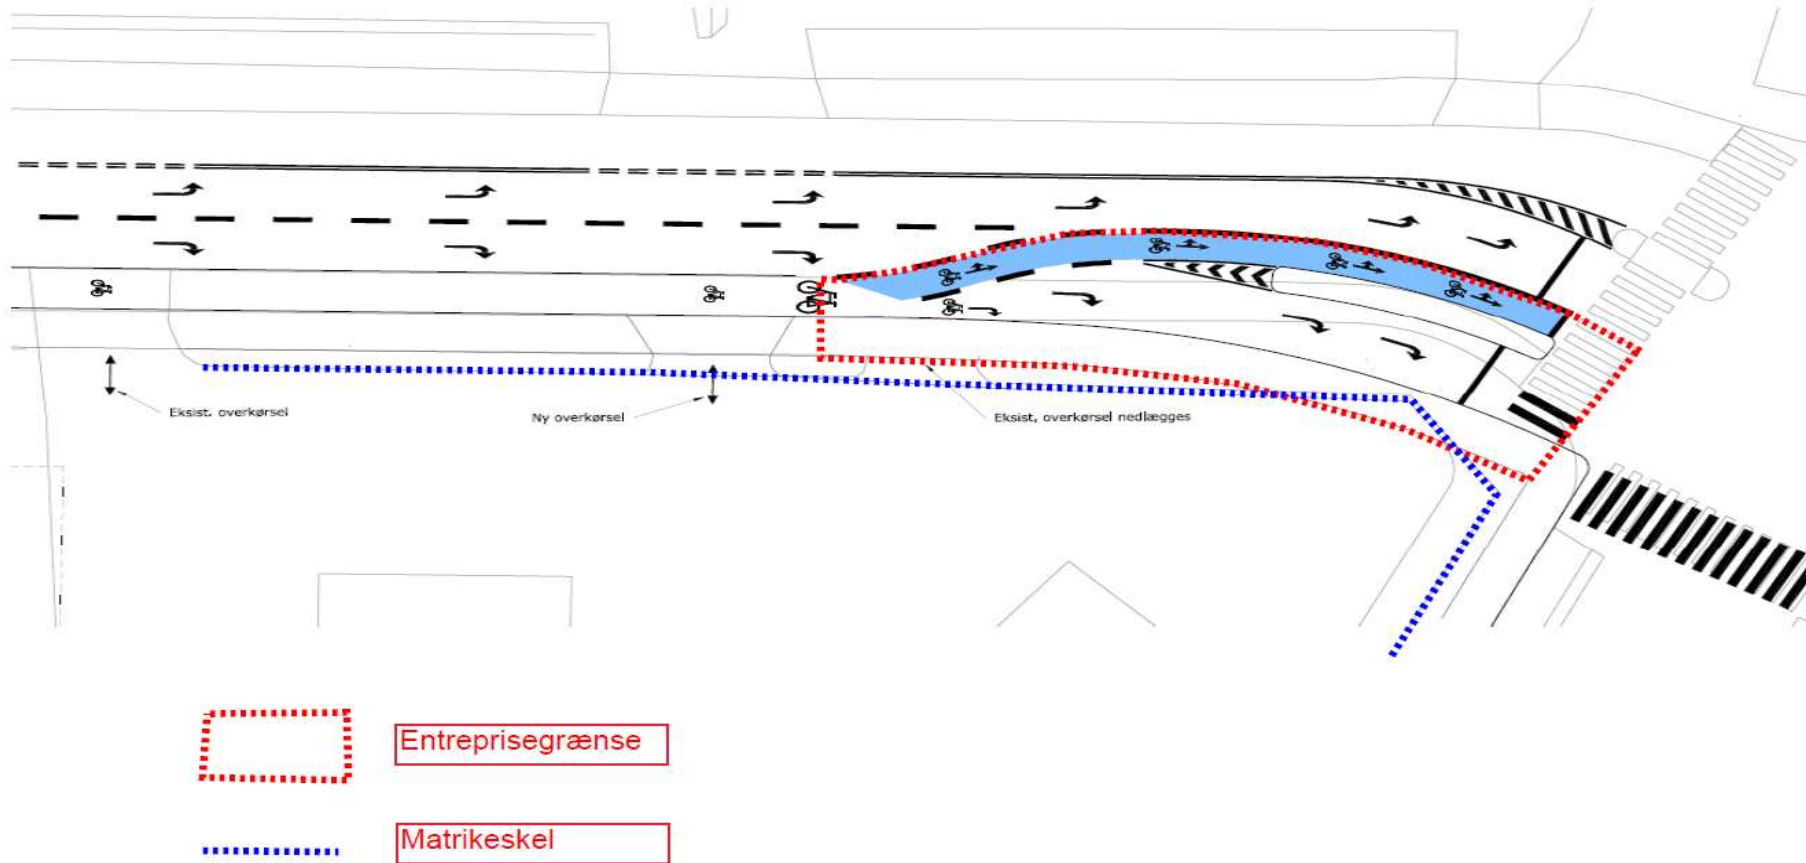 Eksist. overkørsel
Ny overkørsel
Eksist. overkørsel nedlægges
Entreprisegrænse
Matrikeskel